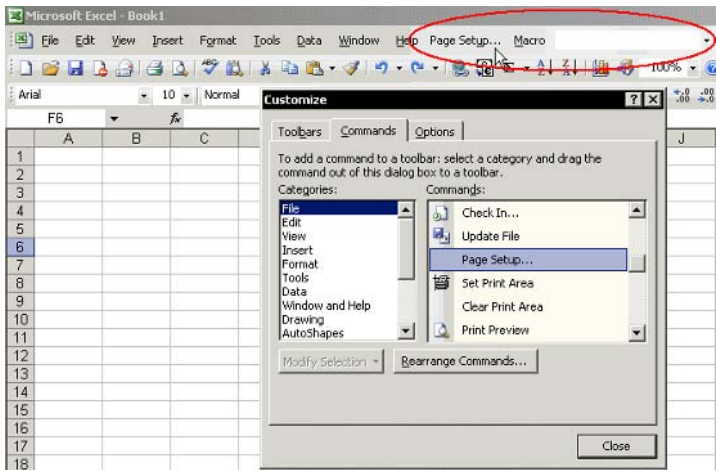 Microsoft Excel - Book1
File Edit View Insert Format Tools Data Window Help Page Setup... Macro
100%
Arial 10 Normal
F6 fx
A B C J
1
2
3
4
5
6
7
8
9
10
11
12
13
14
15
16
17
18
Customize
Toolbars Commands Options
To add a command to a toolbar: select a category and drag the
command out of this dialog box to a toolbar.
Categories: Commands:
File
Edit
View
Insert
Format
Tools
Data
Window and Help
Drawing
AutoShapes
Check In...
Update File
Page Setup...
Set Print Area
Clear Print Area
Print Preview
Modify Selection Rearrange Commands...
Close